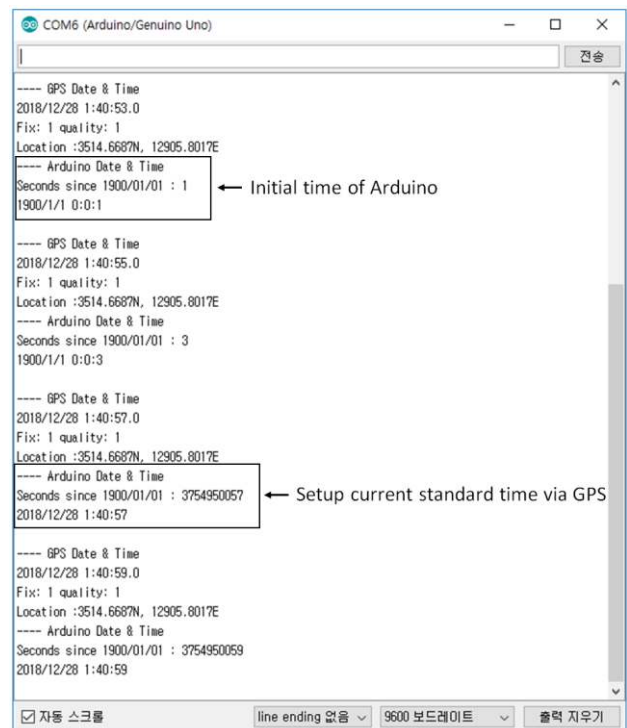 COM6 (Arduino/Genuino Uno)
전송
---- GPS Date & Time
2018/12/28 1:40:53.0
Fix: 1 quality: 1
Location :3514.6687N, 12905.8017E
---- Arduino Date & Time
Seconds since 1900/01/01 : 1
1900/1/1 0:0:1
← Initial time of Arduino
---- GPS Date & Time
2018/12/28 1:40:55.0
Fix: 1 quality: 1
Location :3514.6687N, 12905.8017E
---- Arduino Date & Time
Seconds since 1900/01/01 : 3
1900/1/1 0:0:3
---- GPS Date & Time
2018/12/28 1:40:57.0
Fix: 1 quality: 1
Location :3514.6687N, 12905.8017E
---- Arduino Date & Time
Seconds since 1900/01/01 : 3754950057
2018/12/28 1:40:57
← Setup current standard time via GPS
---- GPS Date & Time
2018/12/28 1:40:59.0
Fix: 1 quality: 1
Location :3514.6687N, 12905.8017E
---- Arduino Date & Time
Seconds since 1900/01/01 : 3754950059
2018/12/28 1:40:59
자동 스크롤
line ending 없음
9600 보드레이트
출력 지우기